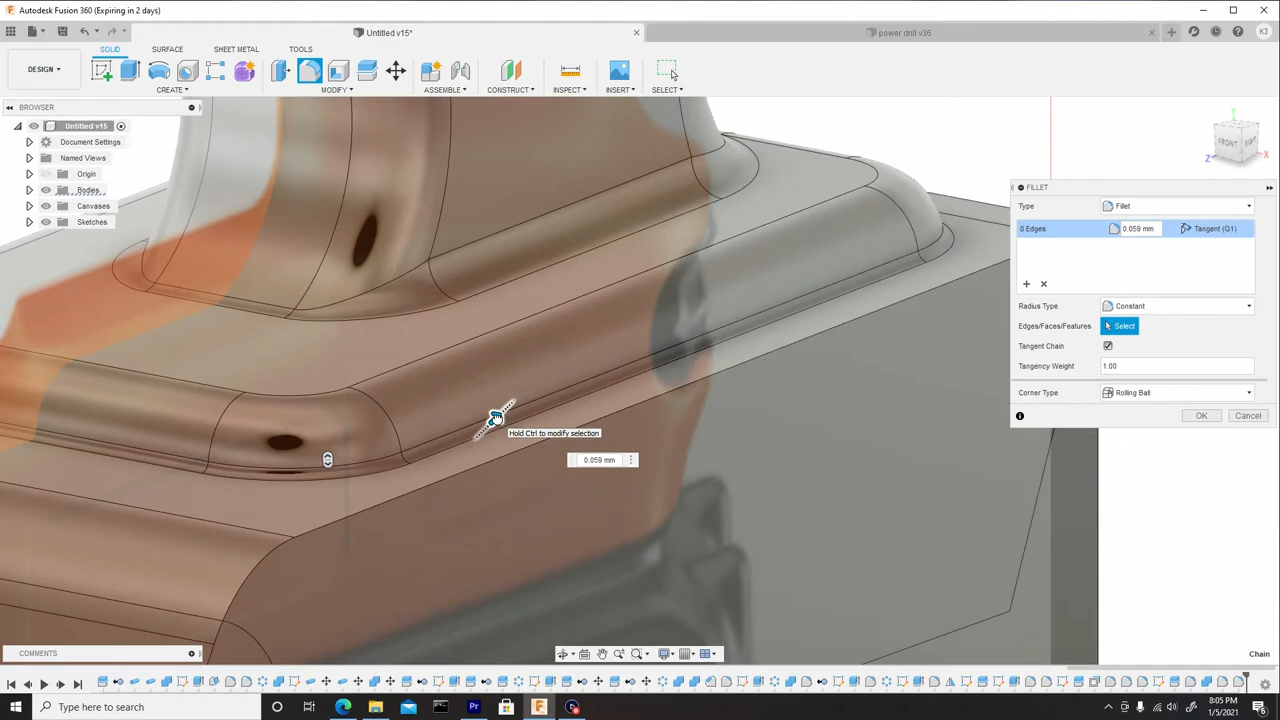 Autodesk Fusion 360 (Expiring in 2 days)
Untitled v15*
power drill v36
KJ
DESIGN
SOLID
SURFACE
SHEET METAL
TOOLS
CREATE
MODIFY
ASSEMBLE
CONSTRUCT
INSPECT
INSERT
SELECT
BROWSER
Untitled v15
Document Settings
Named Views
Origin
Bodies
Canvases
Sketches
Y
FRONT
X
Z
FILLET
Type
Fillet
8 Edges
0.059 mm
Tangent (G1)
Radius Type
Constant
Edges/Faces/Features
Select
Tangent Chain
Tangency Weight
1.00
Corner Type
Rolling Ball
OK
Cancel
Hold Ctrl to modify selection
0.059 mm
COMMENTS
Chain
Type here to search
8:05 PM
1/5/2021